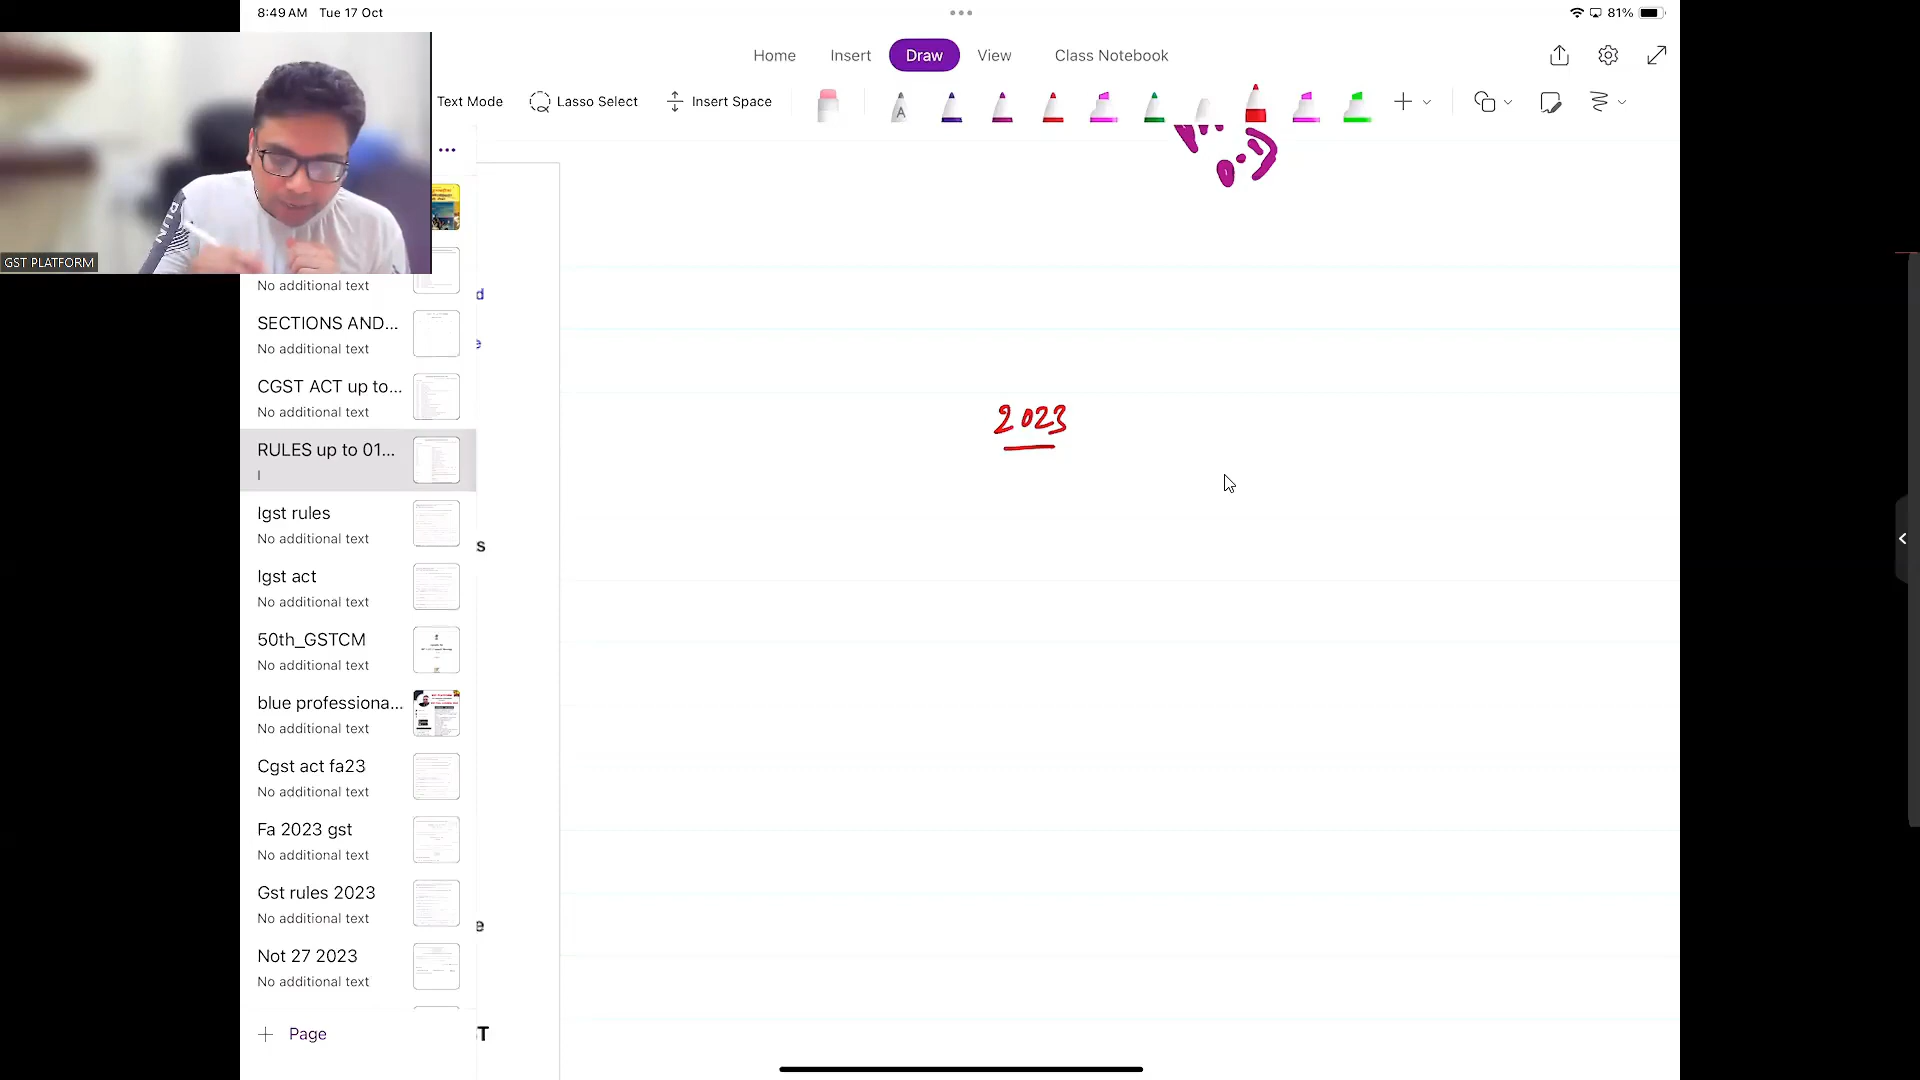 8:49 AM Tue 17 Oct
81%
Home Insert Draw View Class Notebook
Text Mode Lasso Select Insert Space
A
RUN
GST PLATFORM
No additional text
d
SECTIONS AND...
No additional text
e
CGST ACT up to...
No additional text
2023
RULES up to 01...
I
Igst rules
No additional text
s
Igst act
No additional text
50th_GSTCM
No additional text
blue professiona...
No additional text
Cgst act fa23
No additional text
Fa 2023 gst
No additional text
Gst rules 2023
No additional text
e
Not 27 2023
No additional text
Page
T